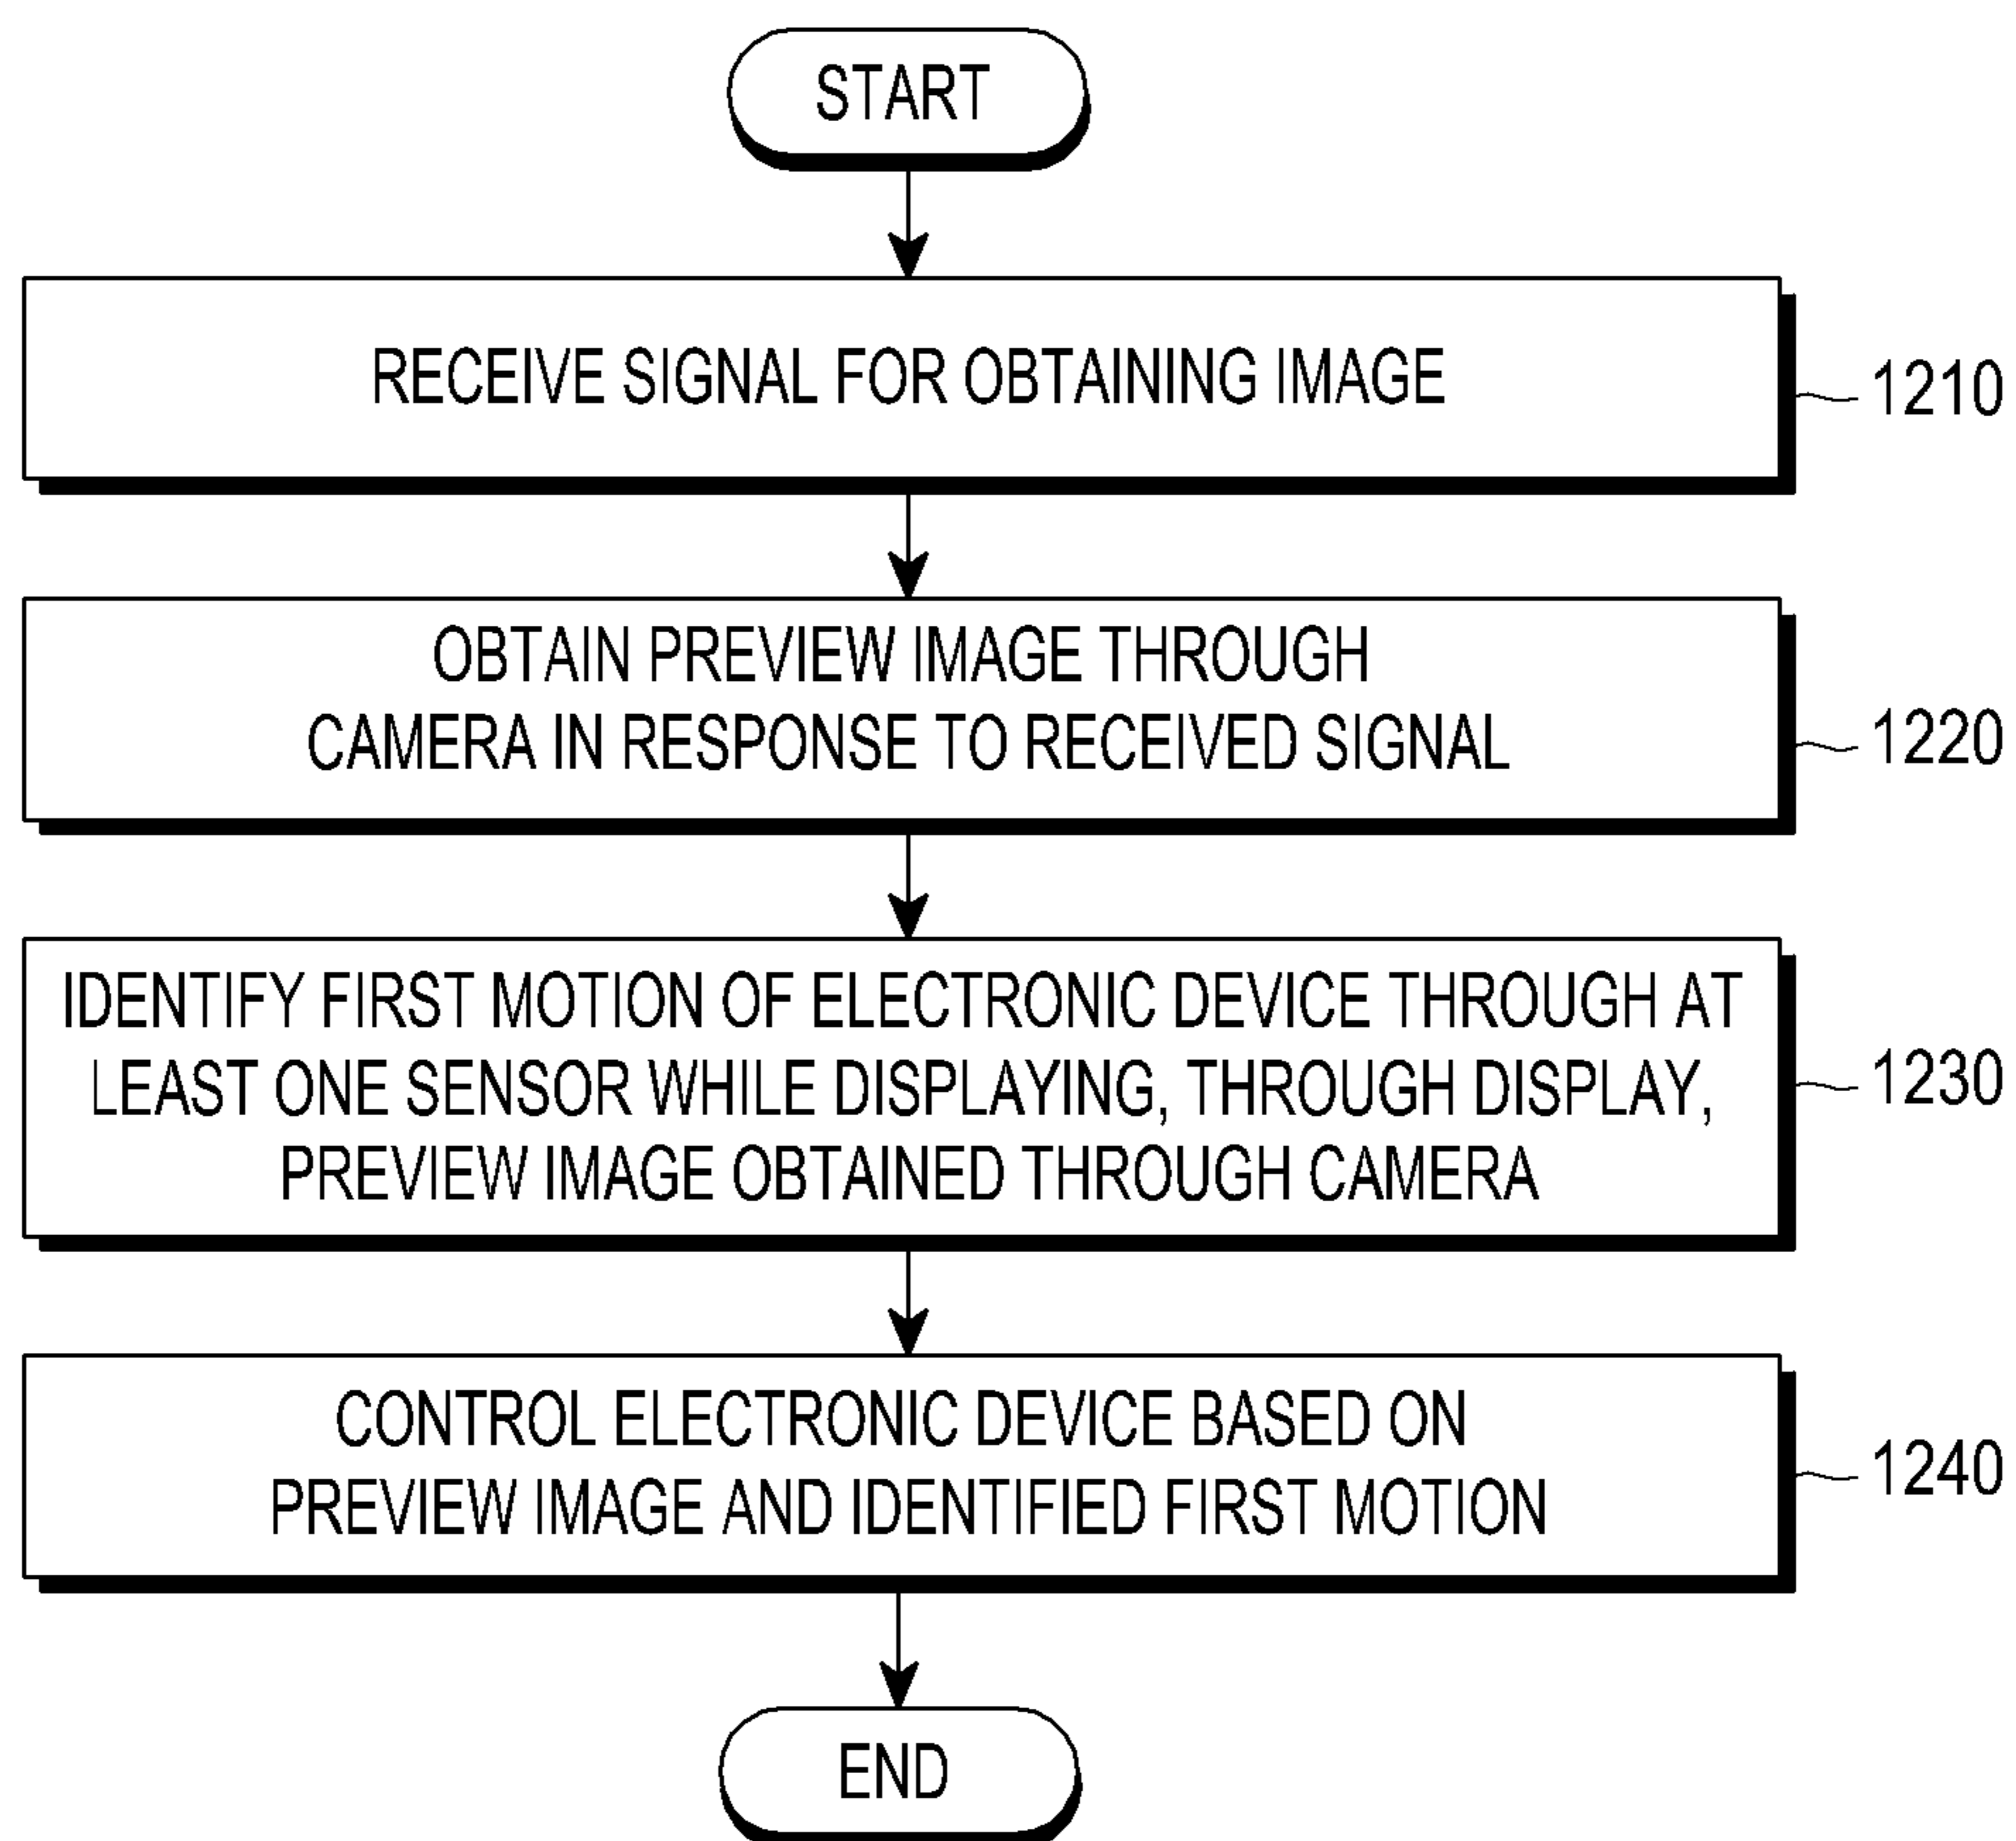 START
RECEIVE SIGNAL FOR OBTAINING IMAGE
1210
OBTAIN PREVIEW IMAGE THROUGH
CAMERA IN RESPONSE TO RECEIVED SIGNAL
1220
IDENTIFY FIRST MOTION OF ELECTRONIC DEVICE THROUGH AT
LEAST ONE SENSOR WHILE DISPLAYING, THROUGH DISPLAY,
PREVIEW IMAGE OBTAINED THROUGH CAMERA
1230
CONTROL ELECTRONIC DEVICE BASED ON
PREVIEW IMAGE AND IDENTIFIED FIRST MOTION
1240
END